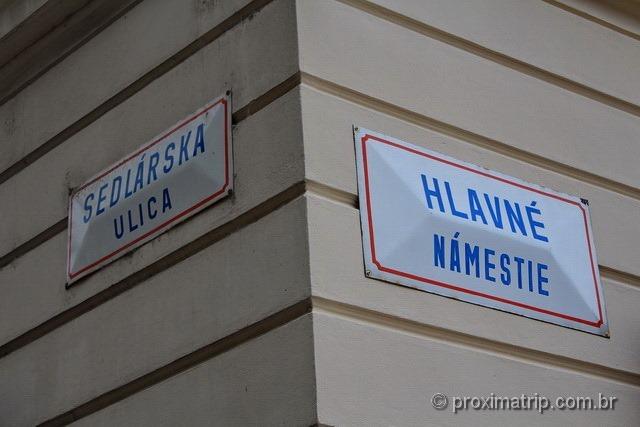 SEDLÁRSKA
ULICA
HLAVNÉ
NÁMESTIE
© proximatrip.com.br